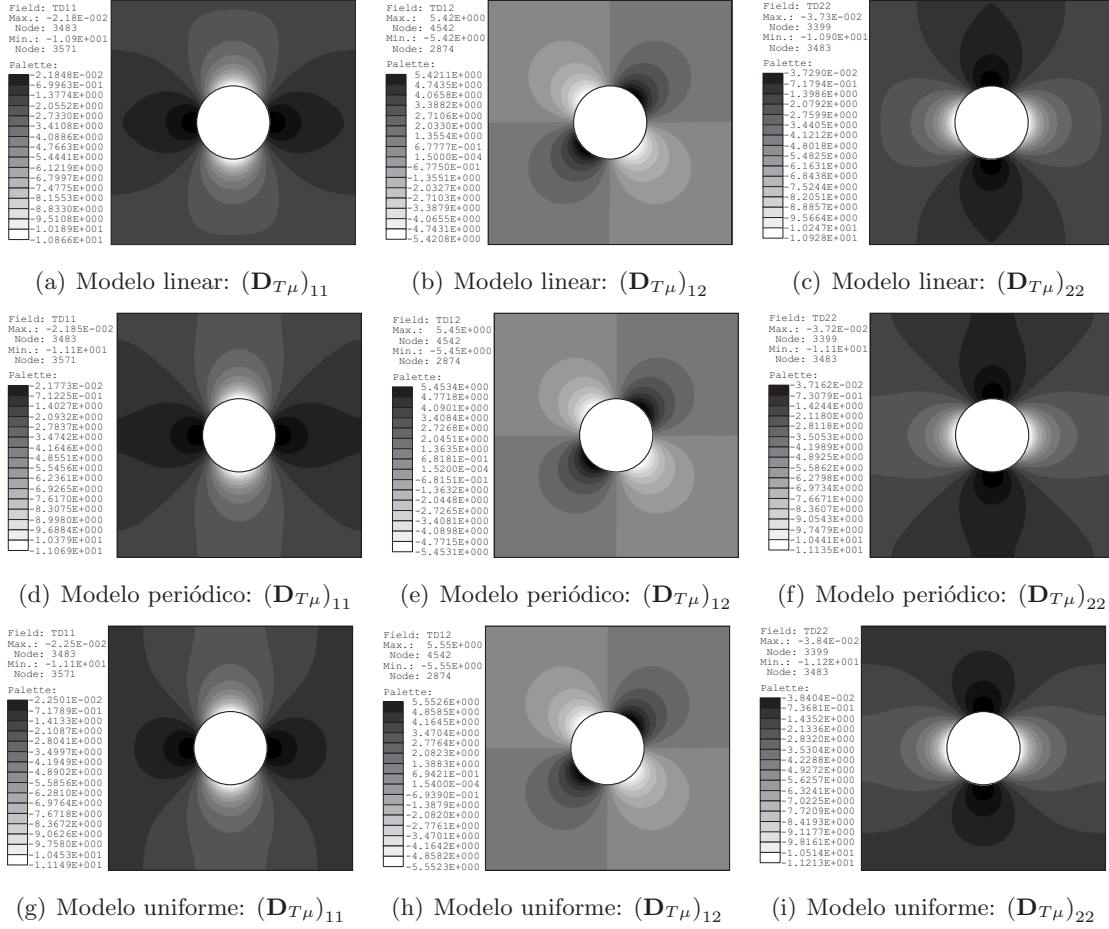 Field: TD11
Max.: -2.18E-002
Node: 3483
Min.: -1.09E+001
Node: 3571
Palette:
-2.1848E-002
-6.9963E-001
-1.3774E+000
-2.0552E+000
-2.7330E+000
-3.4108E+000
-4.0886E+000
-4.7663E+000
-5.4441E+000
-6.1219E+000
-6.7997E+000
-7.4775E+000
-8.1553E+000
-8.8330E+000
-9.5108E+000
-1.0189E+001
-1.0866E+001
Field: TD12
Max.: 5.42E+000
Node: 4542
Min.: -5.42E+000
Node: 2874
Palette:
5.4211E+000
4.7435E+000
4.0658E+000
3.3882E+000
2.7106E+000
2.0330E+000
1.3554E+000
6.7777E-001
1.5000E-004
-6.7750E-001
-1.3551E+000
-2.0327E+000
-2.7103E+000
-3.3879E+000
-4.0655E+000
-4.7431E+000
-5.4208E+000
Field: TD22
Max.: -3.73E-002
Node: 3399
Min.: -1.090E+001
Node: 3483
Palette:
-3.7290E-002
-7.1794E-001
-1.3986E+000
-2.0792E+000
-2.7599E+000
-3.4405E+000
-4.1212E+000
-4.8018E+000
-5.4825E+000
-6.1631E+000
-6.8438E+000
-7.5244E+000
-8.2051E+000
-8.8857E+000
-9.5664E+000
-1.0247E+001
-1.0928E+001
(a) Modelo linear: (D_{Tμ})_{11}
(b) Modelo linear: (D_{Tμ})_{12}
(c) Modelo linear: (D_{Tμ})_{22}
Field: TD11
Max.: -2.185E-002
Node: 3483
Min.: -1.11E+001
Node: 3571
Palette:
-2.1773E-002
-7.1225E-001
-1.4027E+001
-2.0932E+000
-2.7837E+000
-3.4742E+000
-4.1646E+000
-4.8551E+000
-5.5456E+000
-6.2361E+000
-6.9265E+000
-7.6170E+000
-8.3075E+000
-8.9980E+000
-9.6884E+000
-1.0379E+001
-1.1069E+001
Field: TD12
Max.: 5.45E+000
Node: 4542
Min.: -5.45E+000
Node: 2874
Palette:
5.4534E+000
4.7718E+000
4.0901E+000
3.4084E+000
2.7268E+000
2.0451E+000
1.3635E+000
6.8181E-001
1.5200E-004
-6.8151E-001
-1.3632E+000
-2.0448E+000
-2.7265E+000
-3.4081E+000
-4.0898E+000
-4.7715E+000
-5.4531E+000
Field: TD22
Max.: -3.72E-002
Node: 3399
Min.: -1.11E+001
Node: 3483
Palette:
-3.7162E-002
-7.3079E-001
-1.4244E+000
-2.1180E+000
-2.8118E+000
-3.5053E+000
-4.1989E+000
-4.8925E+000
-5.5862E+000
-6.2798E+000
-6.9734E+000
-7.6671E+000
-8.3607E+000
-9.0543E+000
-9.7479E+000
-1.0441E+001
-1.1135E+001
(d) Modelo periódico: (D_{Tμ})_{11}
(e) Modelo periódico: (D_{Tμ})_{12}
(f) Modelo periódico: (D_{Tμ})_{22}
Field: TD11
Max.: -2.25E-002
Node: 3483
Min.: -1.11E+001
Node: 3571
Palette:
-2.2501E-002
-7.1789E-001
-1.4133E+000
-2.1087E+000
-2.8041E+000
-3.4997E+000
-4.1949E+000
-4.8902E+000
-5.5856E+000
-6.2810E+000
-6.9764E+000
-7.6718E+000
-8.3672E+000
-9.0626E+000
-9.7580E+000
-1.0453E+001
-1.1149E+001
Field: TD12
Max.: 5.55E+000
Node: 4542
Min.: -5.55E+000
Node: 2874
Palette:
5.5526E+000
4.8585E+000
4.1645E+000
3.4704E+000
2.7764E+000
2.0823E+000
1.3883E+000
6.9421E-001
1.5400E-004
-6.9390E-001
-1.3879E+000
-2.0820E+000
-2.7761E+000
-3.4701E+000
-4.1642E+000
-4.8582E+000
-5.5523E+000
Field: TD22
Max.: -3.84E-002
Node: 3399
Min.: -1.12E+001
Node: 3483
Palette:
-3.8404E-002
-7.3681E-001
-1.4352E+000
-2.1336E+000
-2.8320E+000
-3.5304E+000
-4.2288E+000
-4.9272E+000
-5.6257E+000
-6.3241E+000
-7.0225E+000
-7.7209E+000
-8.4193E+000
-9.1177E+000
-9.8161E+000
-1.0514E+001
-1.1213E+001
(g) Modelo uniforme: (D_{Tμ})_{11}
(h) Modelo uniforme: (D_{Tμ})_{12}
(i) Modelo uniforme: (D_{Tμ})_{22}